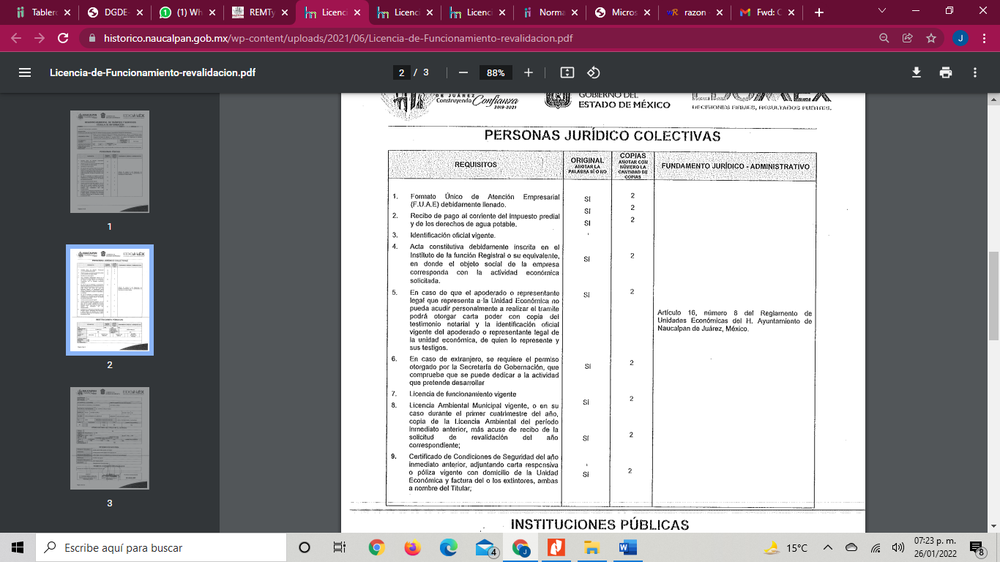 Tablero
DGDE-
(1) Wh
REMTy
Licenci
Licenci
Licenci
Norma
Micros
razon
Fwd: C
historico.naucalpan.gob.mx/wp-content/uploads/2021/06/Licencia-de-Funcionamiento-revalidacion.pdf
J
Licencia-de-Funcionamiento-revalidacion.pdf
2 / 3
88%
1
2
3
DE JUÁREZ
Construyendo Confianza
2019-2021
GOBIERNO DEL
ESTADO DE MÉXICO
EDOMÉX
DECISIONES FIRMES, RESULTADOS FUERTES.
PERSONAS JURÍDICO COLECTIVAS
REQUISITOS
ORIGINAL
ANOTAR LA
PALABRA SÍ O NO
COPIAS
ANOTAR CON
NÚMERO LA
CANTIDAD DE
COPIAS
FUNDAMENTO JURÍDICO - ADMINISTRATIVO
1. Formato Único de Atención Empresarial
(F.U.A.E) debidamente llenado.
2. Recibo de pago al corriente del impuesto predial
y de los derechos de agua potable.
3. Identificación oficial vigente.
4. Acta constitutiva debidamente inscrita en el
Instituto de la función Registral o su equivalente,
en donde el objeto social de la empresa
corresponda con la actividad económica
solicitada.
5. En caso de que el apoderado o representante
legal que representa a la Unidad Económica no
pueda acudir personalmente a realizar el tramite
podrá otorgar carta poder con copia del
testimonio notarial y la identificación oficial
vigente del apoderado o representante legal de
la unidad económica, de quien lo represente y
sus testigos.
6. En caso de extranjero, se requiere el permiso
otorgado por la Secretaría de Gobernación, que
compruebe que se puede dedicar a la actividad
que pretende desarrollar
7. Licencia de funcionamiento vigente
8. Licencia Ambiental Municipal vigente, o en su
caso durante el primer cuatrimestre del año,
copia de la Licencia Ambiental del período
inmediato anterior, más acuse de recibo de la
solicitud de revalidación del año
correspondiente;
9. Certificado de Condiciones de Seguridad del año
inmediato anterior, adjuntando carta responsiva
o póliza vigente con domicilio de la Unidad
Económica y factura del o los extintores, ambas
a nombre del Titular;
SÍ
SÍ
SÍ
SÍ
SÍ
SÍ
SÍ
SÍ
SÍ
2
2
2
2
2
2
2
2
2
Artículo 16, número 8 del Reglamento de
Unidades Económicas del H. Ayuntamiento de
Naucalpan de Juárez, México.
INSTITUCIONES PÚBLICAS
Escribe aquí para buscar
4
J
15°C
07:23 p. m.
26/01/2022
8